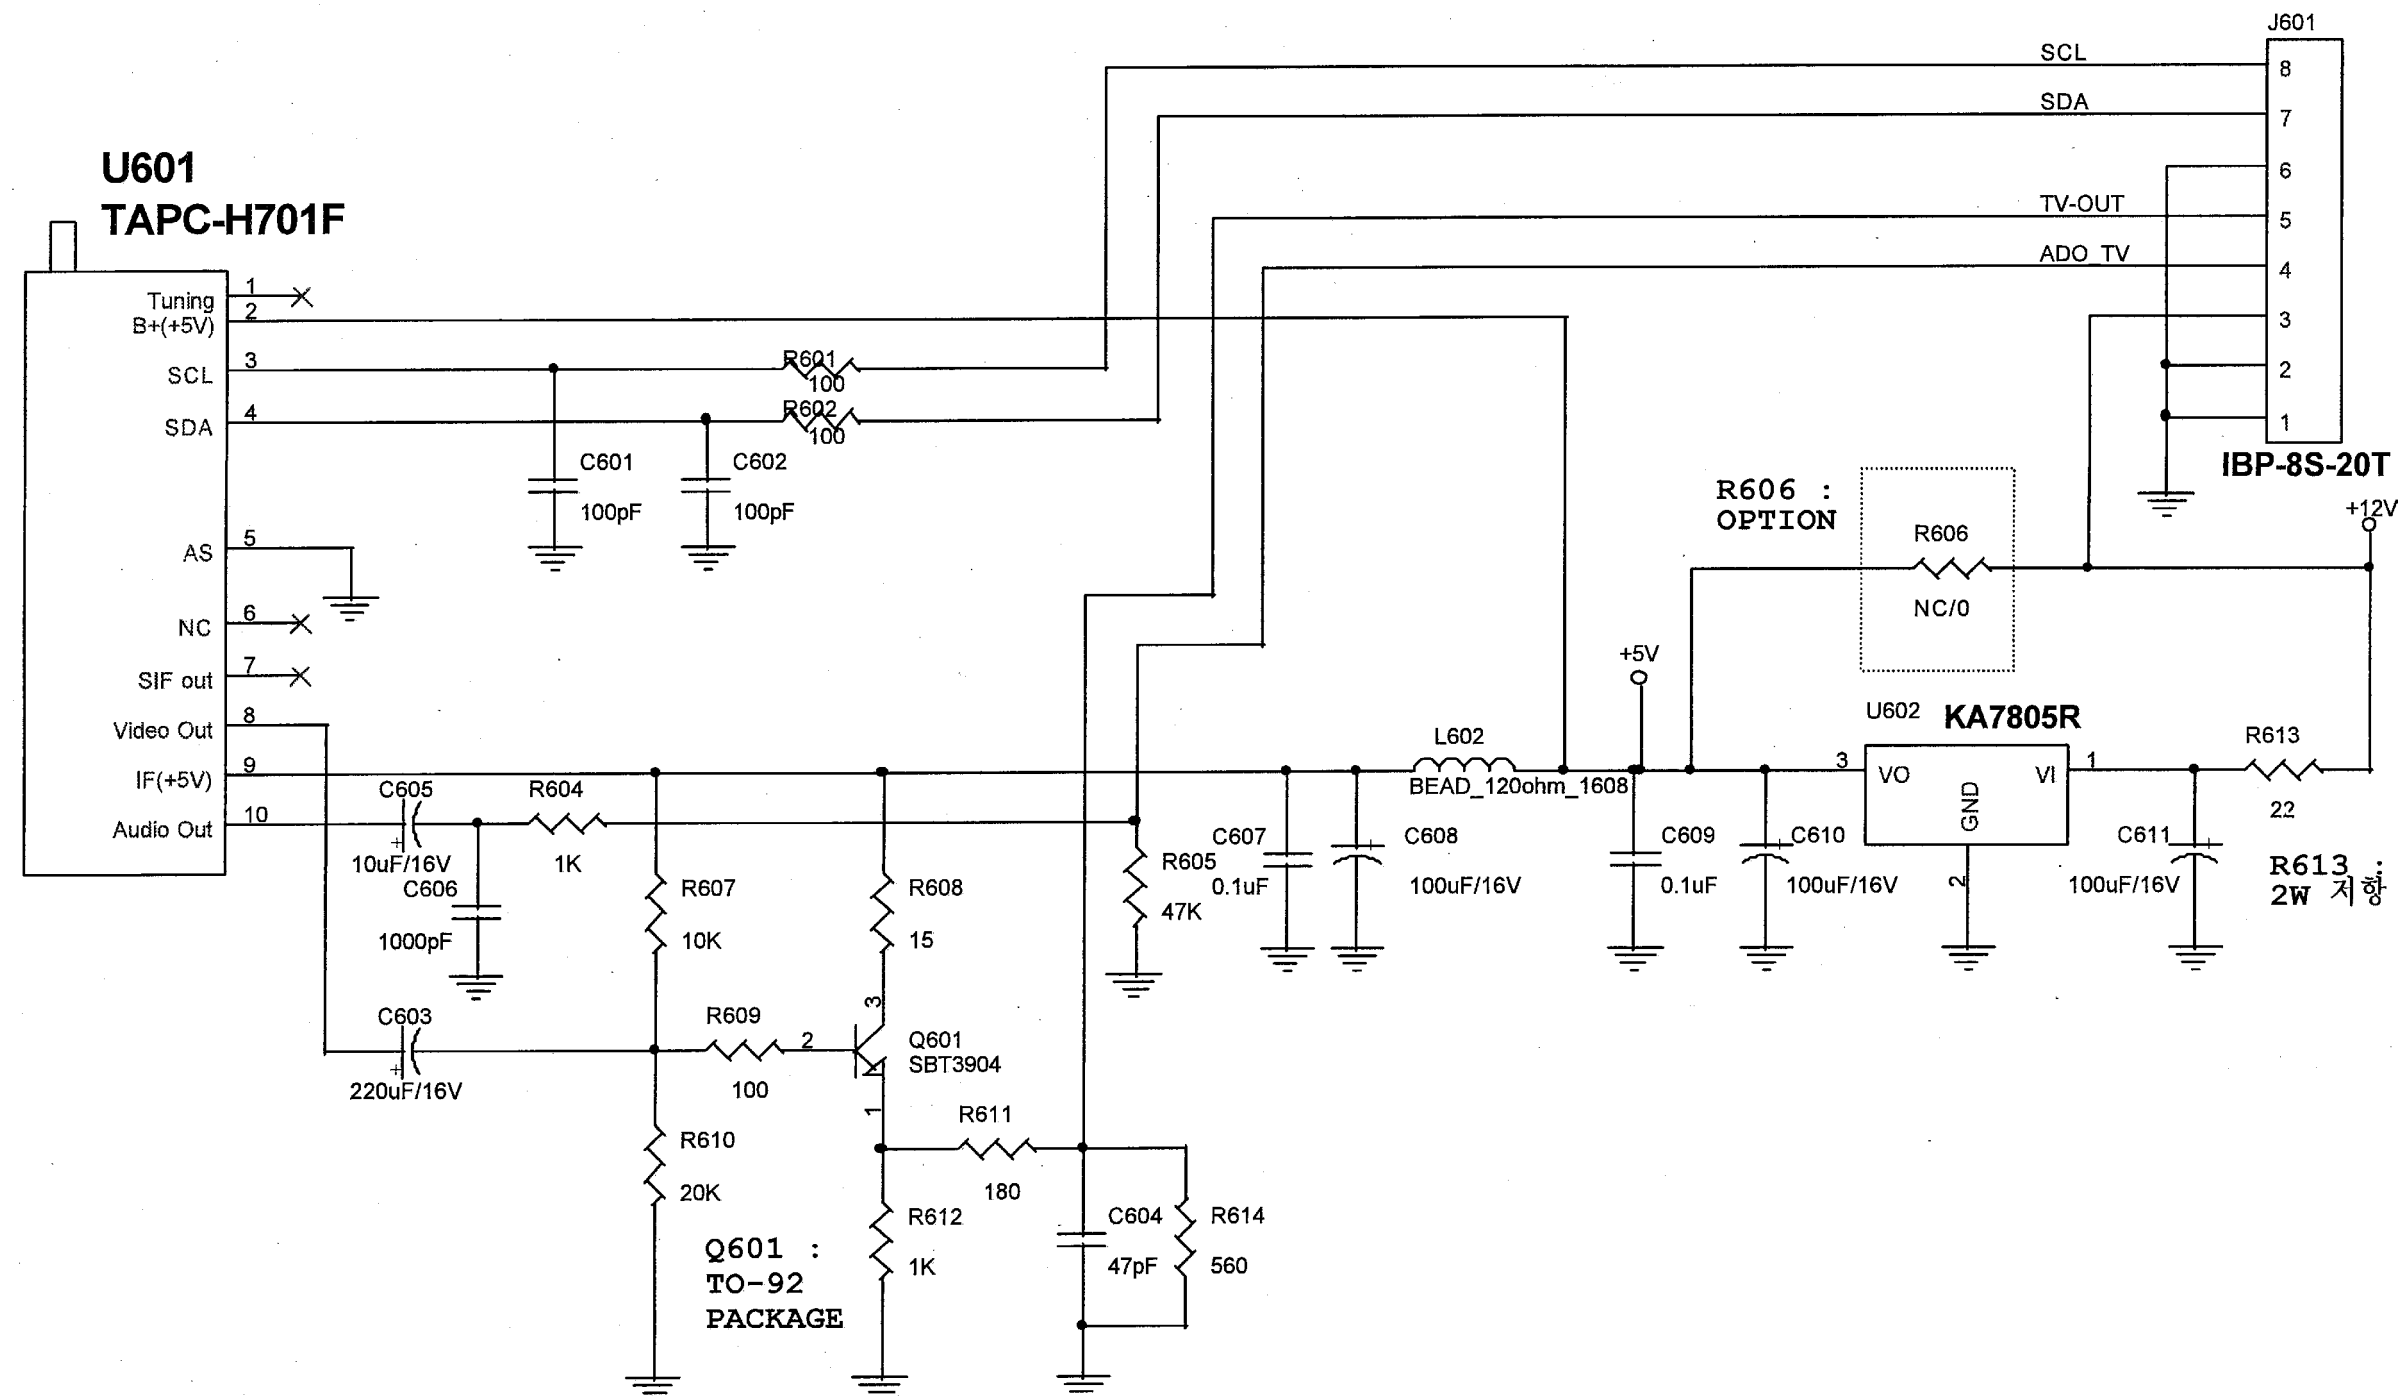 J601
SCL
8
SDA
7
6
TV-OUT
5
ADO_TV
4
3
2
1
IBP-8S-20T
U601
TAPC-H701F
Tuning
1
B+(+5V)
2
SCL
3
SDA
4
AS
5
NC
6
SIF out
7
Video Out
8
IF(+5V)
9
Audio Out
10
R601
100
R602
100
C601
100pF
C602
100pF
R606 :
OPTION
R606
NC/0
+12V
+5V
U602
KA7805R
L602
BEAD_120ohm_1608
3
VO
VI
1
GND
2
R613
22
R613 :
2W 저항
C605
+
10uF/16V
R604
1K
C606
1000pF
R607
10K
R608
15
R605
47K
C607
0.1uF
+
C608
100uF/16V
C609
0.1uF
+
C610
100uF/16V
C611
+
100uF/16V
C603
+
220uF/16V
R609
100
2
3
1
Q601
SBT3904
R610
20K
R611
180
R612
1K
C604
47pF
R614
560
Q601 :
TO-92
PACKAGE